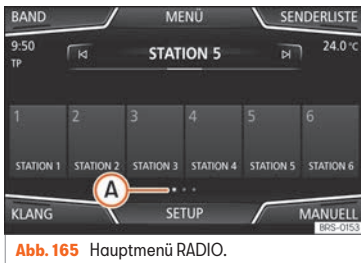 BAND MENÜ SENDERLISTE
9:50 STATION 5 24.0 °C
TP
1 2 3 4 5 6
STATION 1 STATION 2 STATION 3 STATION 4 STATION 5 STATION 6
A
KLANG SETUP MANUELL
BRS-0153
Abb. 165 Hauptmenü RADIO.